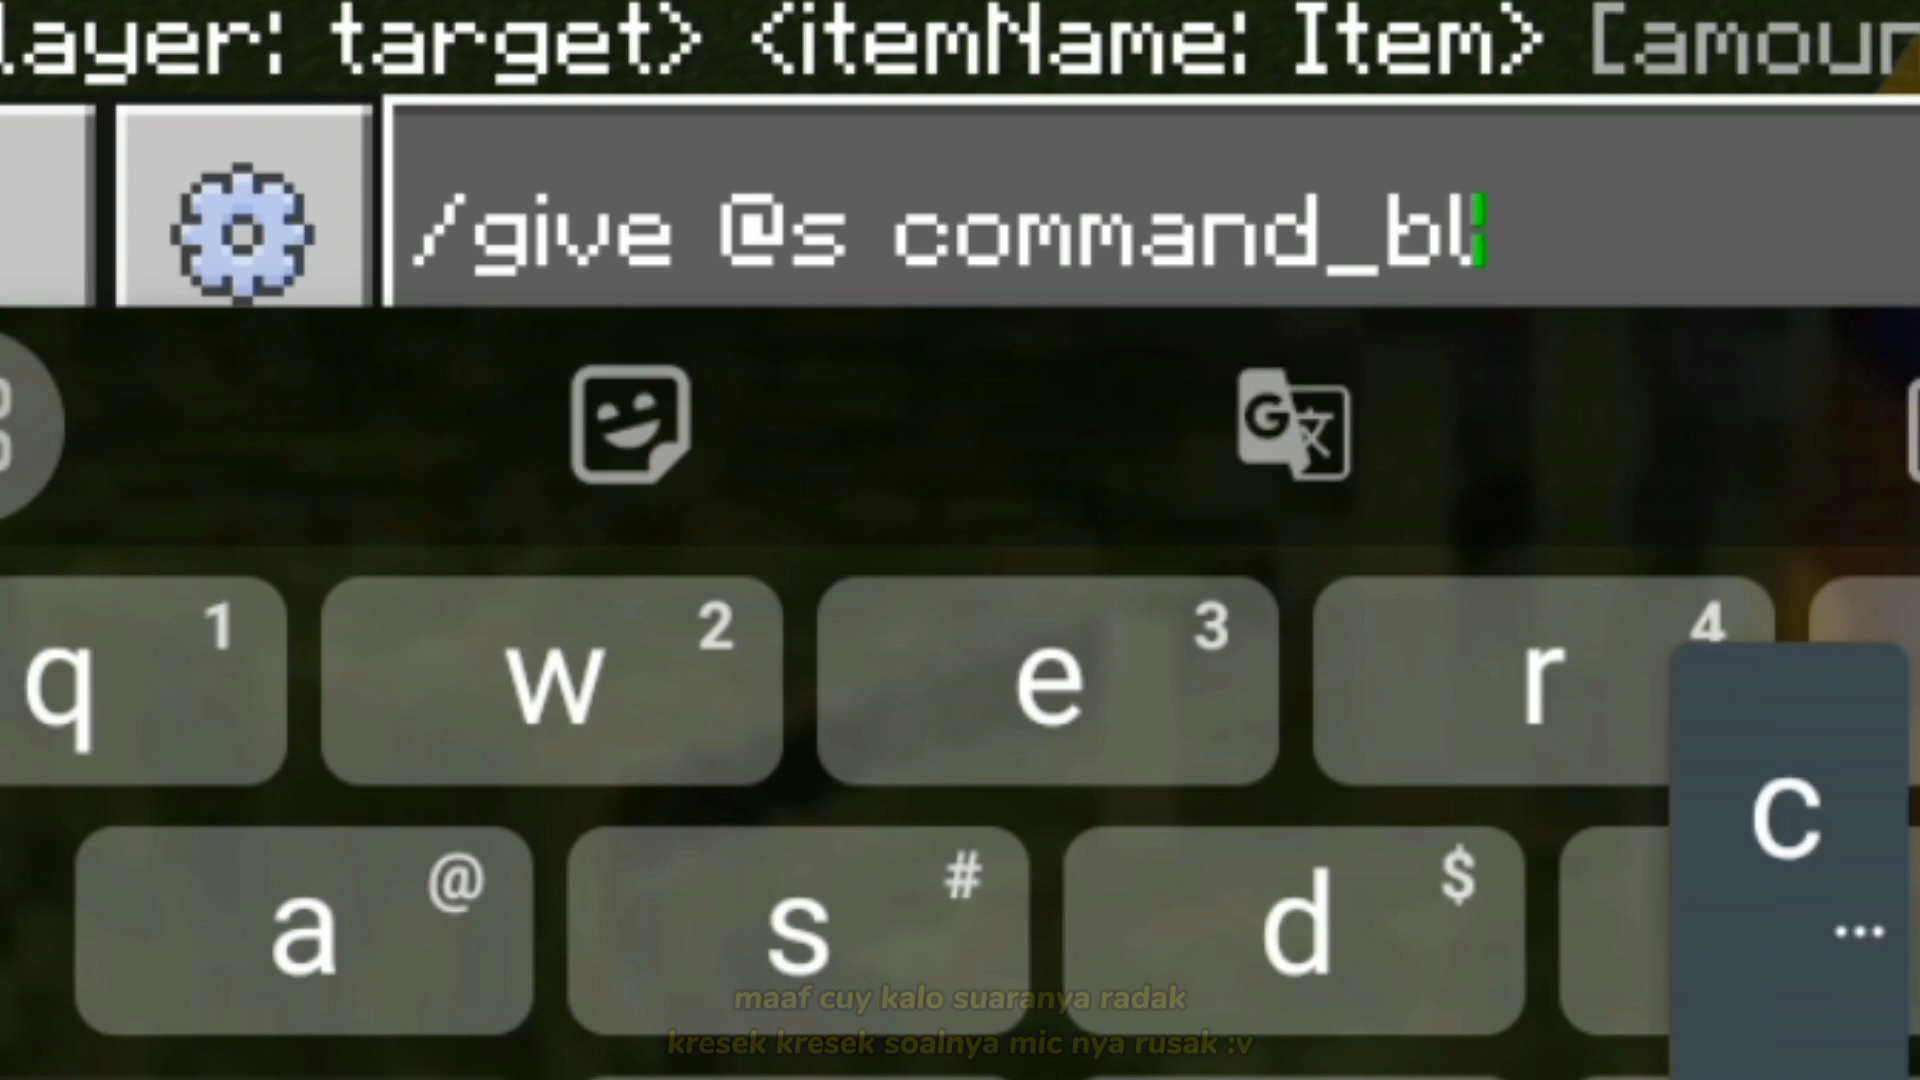 layer: target> <itemName: Item> [amoun
/give @s command_bl
G 文
q 1 w 2 e 3 r 4
c
a @ s # d $
...
maaf cuy kalo suaranya radak
kresek kresek soalnya mic nya rusak :v